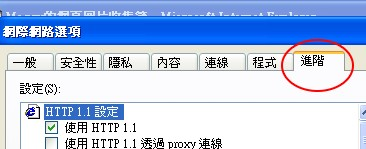 網際網路選項
一般 安全性 隱私 內容 連線 程式 進階
設定(S):
HTTP 1.1 設定
使用 HTTP 1.1
使用 HTTP 1.1 透過 proxy 連線